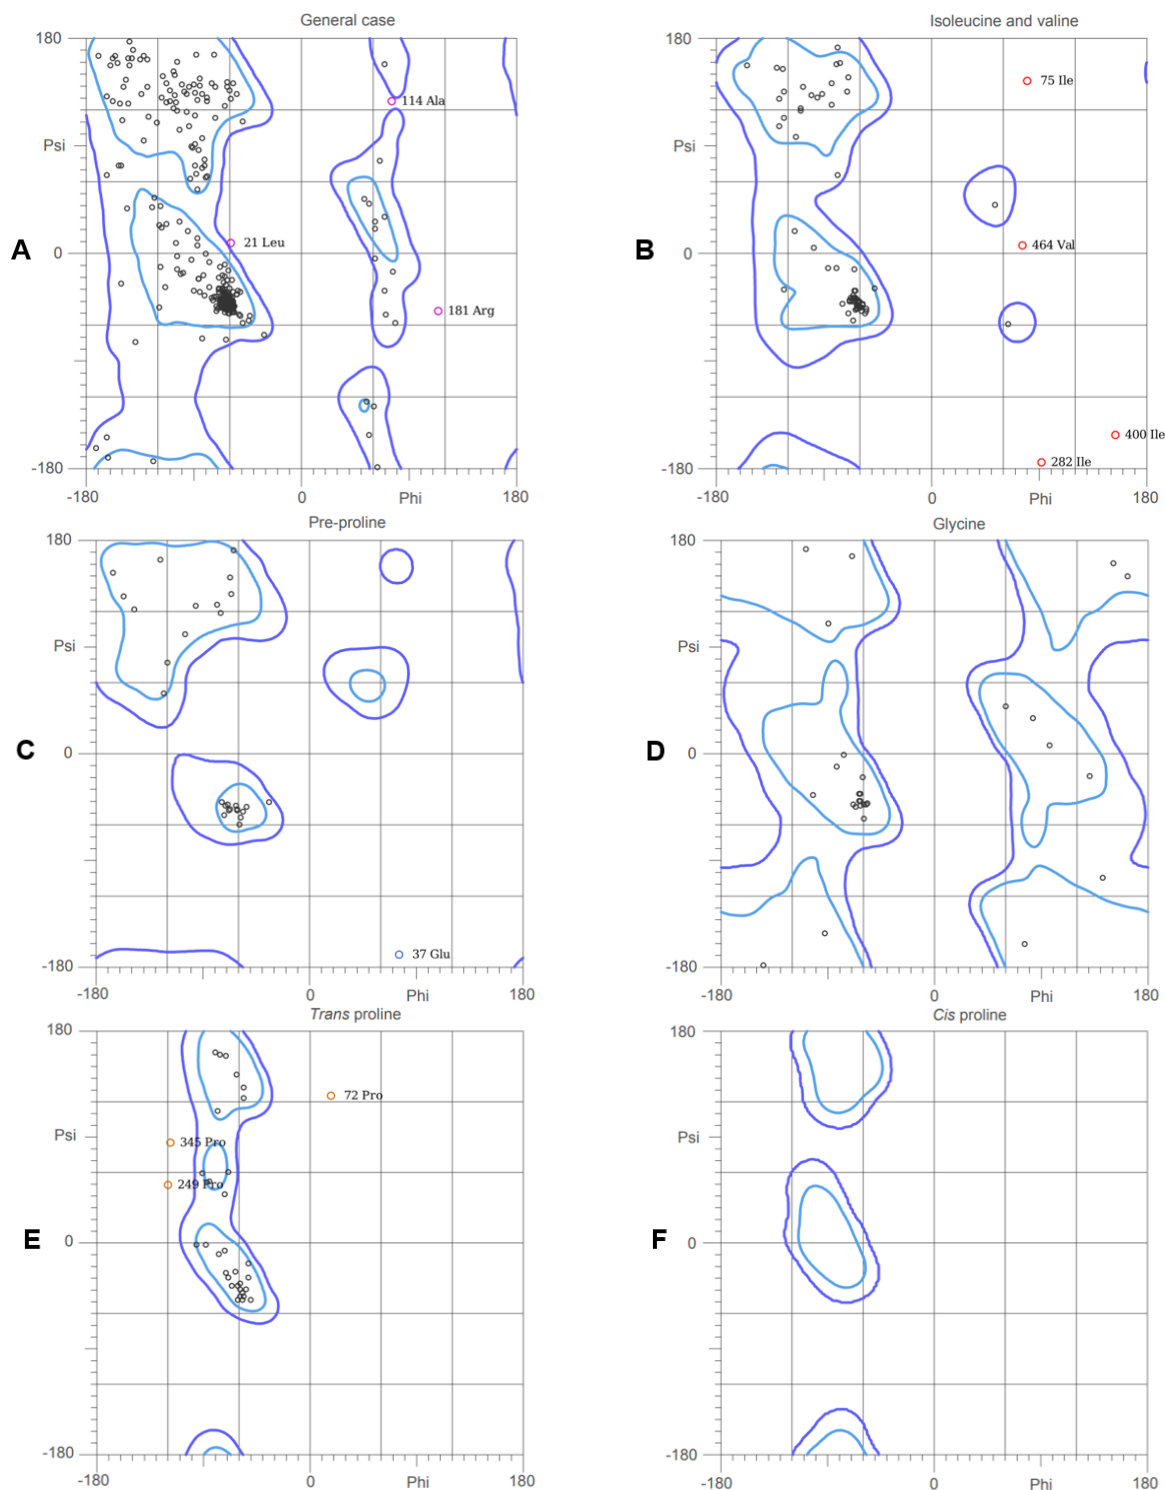 General case
180
114 Ala
Psi
A
21 Leu
0
181 Arg
-180
-180
0
Phi
180
Isoleucine and valine
180
75 Ile
Psi
B
464 Val
0
400 Ile
282 Ile
-180
-180
0
Phi
180
Pre-proline
180
Psi
C
0
37 Glu
-180
-180
0
Phi
180
Glycine
180
Psi
D
0
-180
-180
0
Phi
180
Trans proline
180
72 Pro
Psi
345 Pro
249 Pro
E
0
-180
-180
0
Phi
180
Cis proline
180
Psi
F
0
-180
-180
0
Phi
180